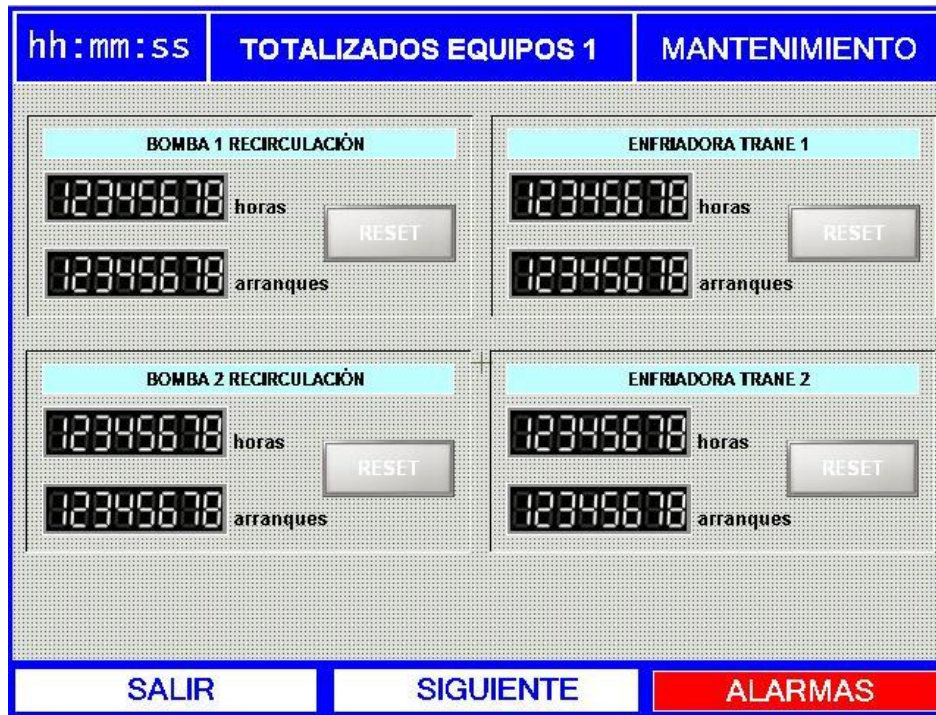 hh:mm:ss
TOTALIZADOS EQUIPOS 1
MANTENIMIENTO
BOMBA 1 RECIRCULACIÓN
12345678 horas
RESET
12345678 arranques
ENFRIADORA TRANE 1
12345678 horas
RESET
12345678 arranques
BOMBA 2 RECIRCULACIÓN
12345678 horas
RESET
12345678 arranques
ENFRIADORA TRANE 2
12345678 horas
RESET
12345678 arranques
SALIR
SIGUIENTE
ALARMAS